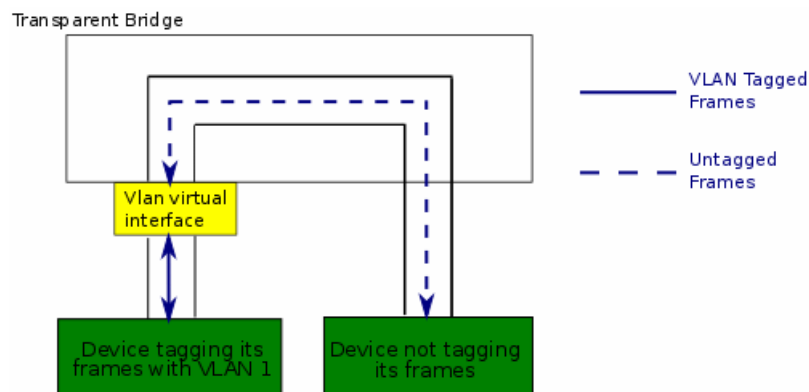 Transparent Bridge
VLAN Tagged
Frames
Untagged
Frames
Vlan virtual
interface
Device tagging its
frames with VLAN 1
Device not tagging
its frames